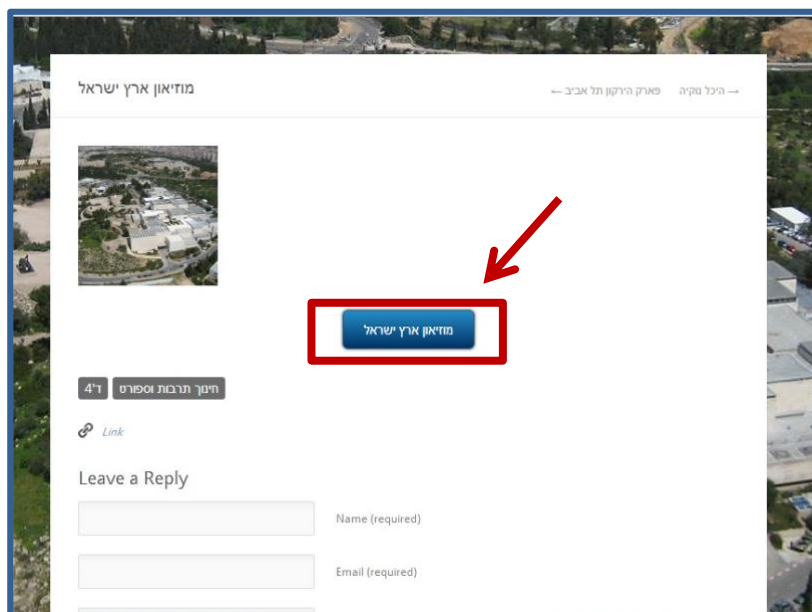 מוזיאון ארץ ישראל
→ היכל נוקיה פארק הירקון תל אביב ←
מוזיאון ארץ ישראל
חינוך תרבות וספורט ד'4
Link
Leave a Reply
Name (required)
Email (required)